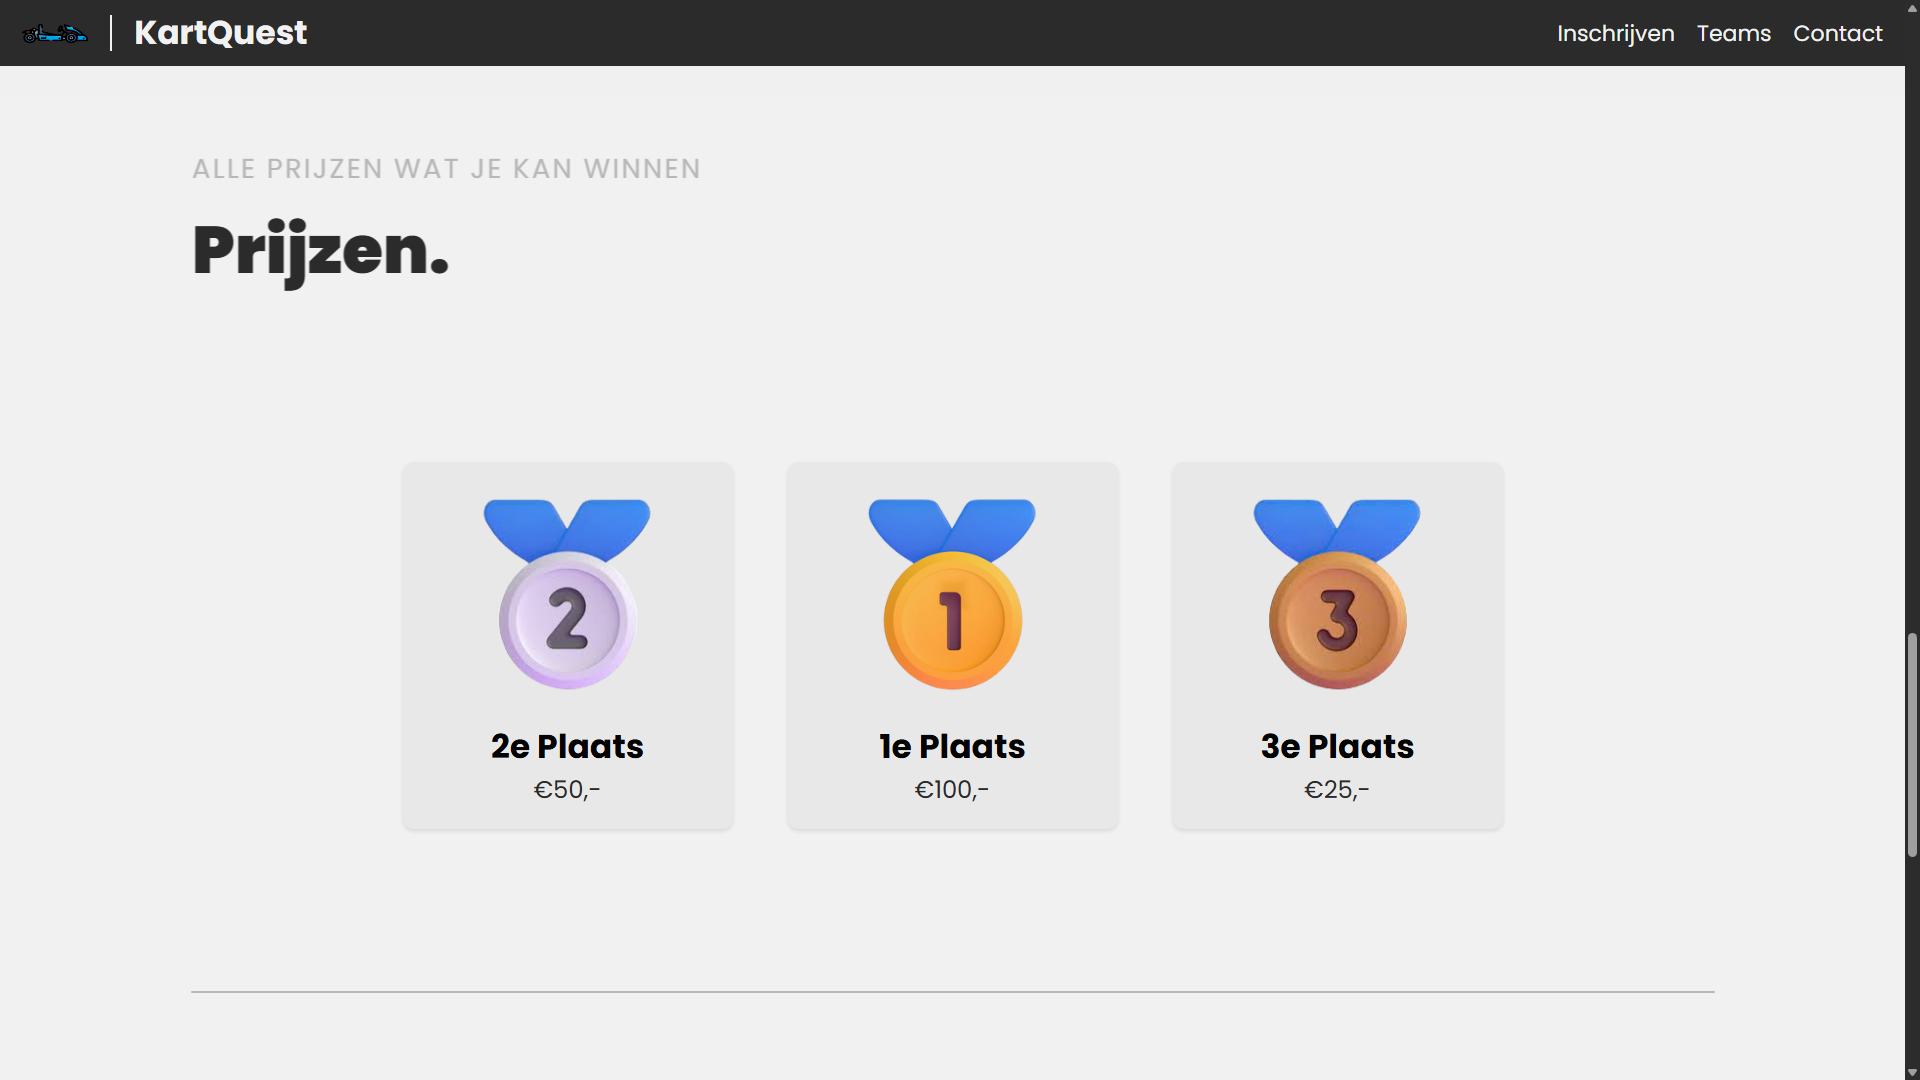 KartQuest
Inschrijven Teams Contact
ALLE PRIJZEN WAT JE KAN WINNEN
Prijzen.
2
2e Plaats
€50,-
1
1e Plaats
€100,-
3
3e Plaats
€25,-